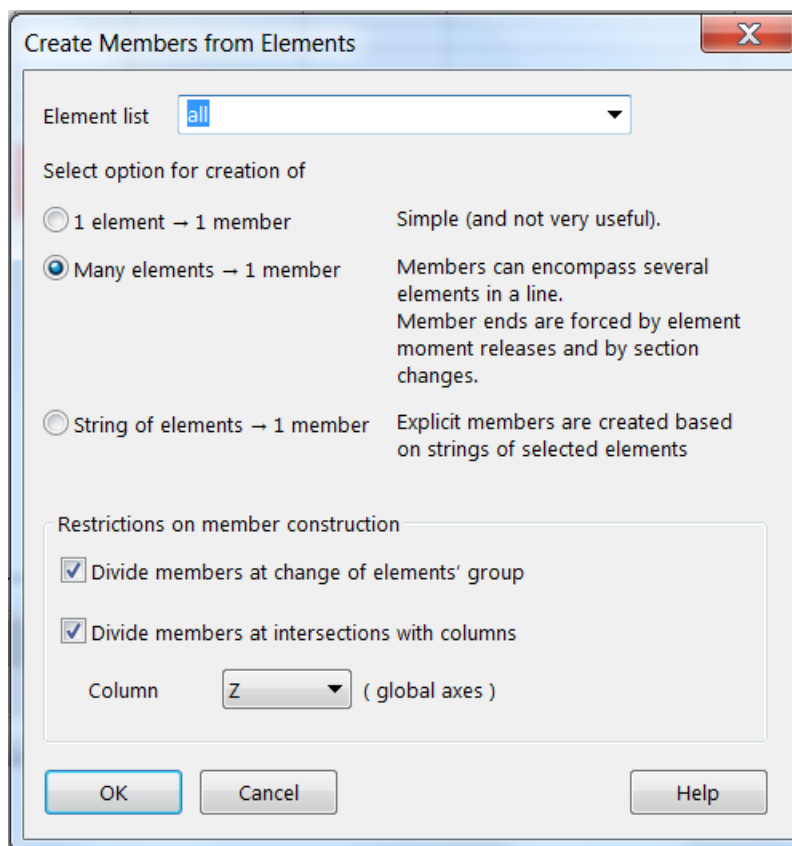 Create Members from Elements
Element list all
Select option for creation of
1 element → 1 member Simple (and not very useful).
Many elements → 1 member Members can encompass several
elements in a line.
Member ends are forced by element
moment releases and by section
changes.
String of elements → 1 member Explicit members are created based
on strings of selected elements
Restrictions on member construction
Divide members at change of elements' group
Divide members at intersections with columns
Column Z ( global axes )
OK Cancel Help